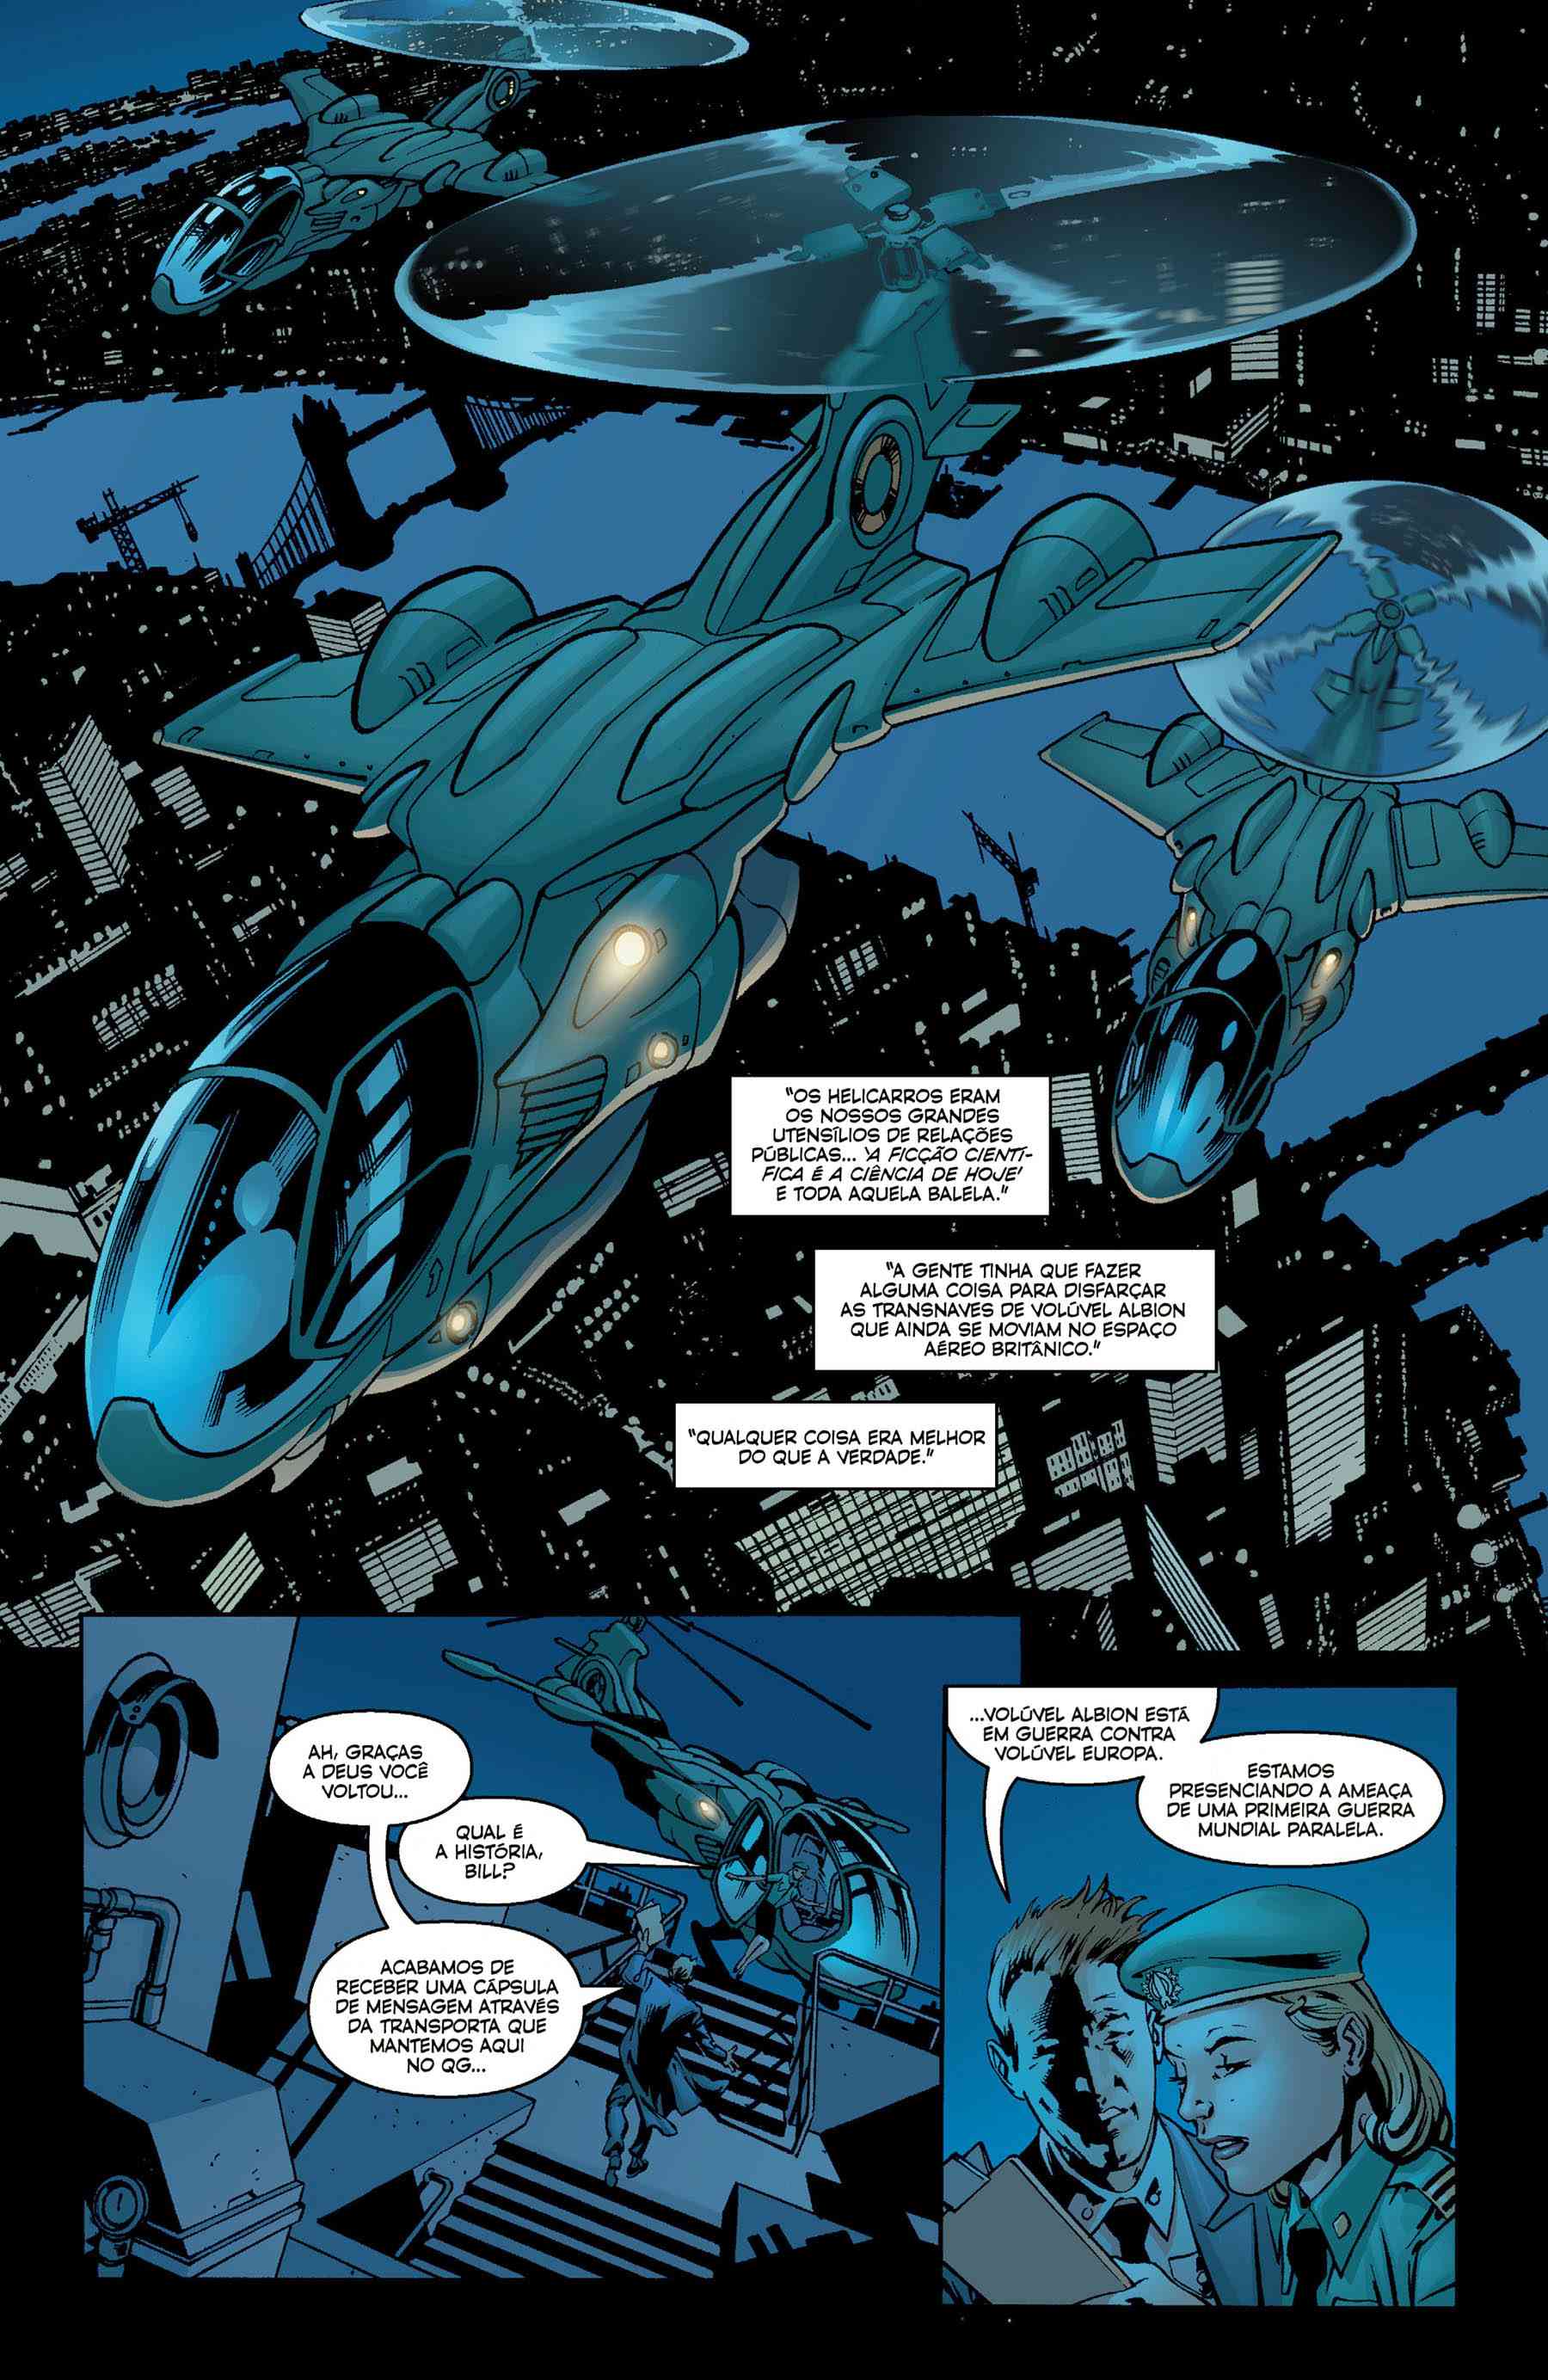 "OS HELICARROS ERAM
OS NOSSOS GRANDES
UTENSÍLIOS DE RELAÇÕES
PÚBLICAS... 'A FICÇÃO CIENTÍ-
FICA É A CIÊNCIA DE HOJE'
E TODA AQUELA BALELA."
"A GENTE TINHA QUE FAZER
ALGUMA COISA PARA DISFARÇAR
AS TRANSNAVES DE VOLÚVEL ALBION
QUE AINDA SE MOVIAM NO ESPAÇO
AÉREO BRITÂNICO."
"QUALQUER COISA ERA MELHOR
DO QUE A VERDADE."
AH, GRAÇAS
A DEUS VOCÊ
VOLTOU...
QUAL É
A HISTÓRIA,
BILL?
ACABAMOS DE
RECEBER UMA CÁPSULA
DE MENSAGEM ATRAVÉS
DA TRANSPORTA QUE
MANTEMOS AQUI
NO QG...
...VOLÚVEL ALBION ESTÁ
EM GUERRA CONTRA
VOLÚVEL EUROPA.
ESTAMOS
PRESENCIANDO A AMEAÇA
DE UMA PRIMEIRA GUERRA
MUNDIAL PARALELA.